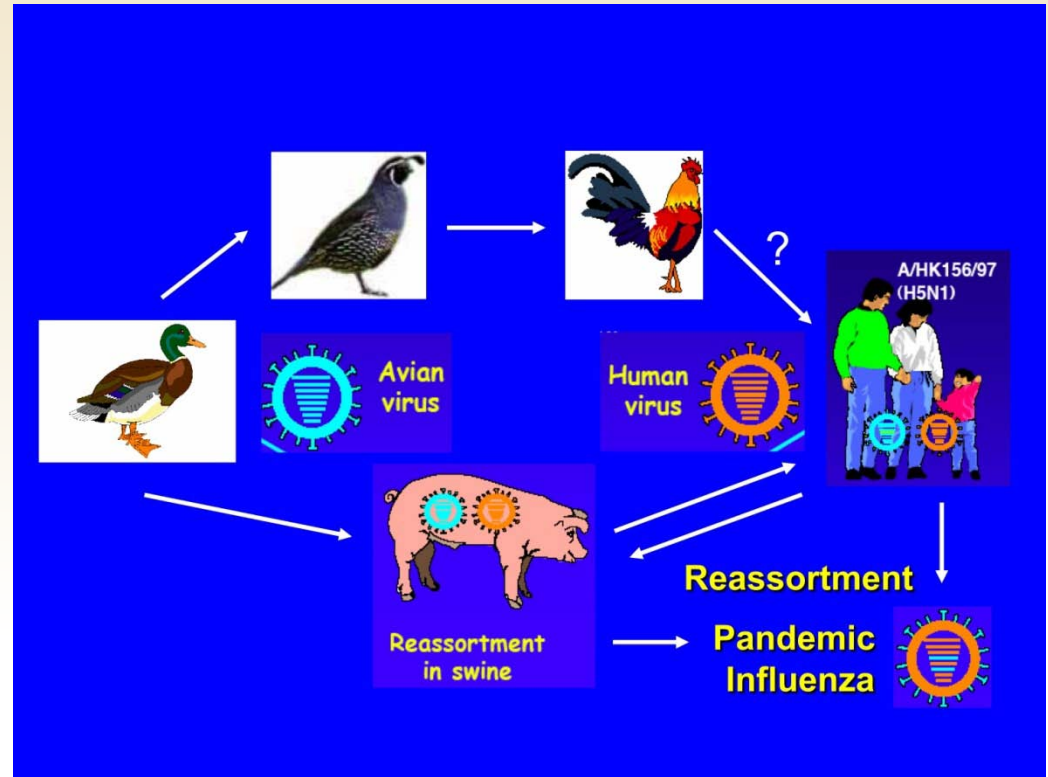 ?
A/HK156/97
(H5N1)
Avian
virus
Human
virus
Reassortment
in swine
Reassortment
Pandemic
Influenza